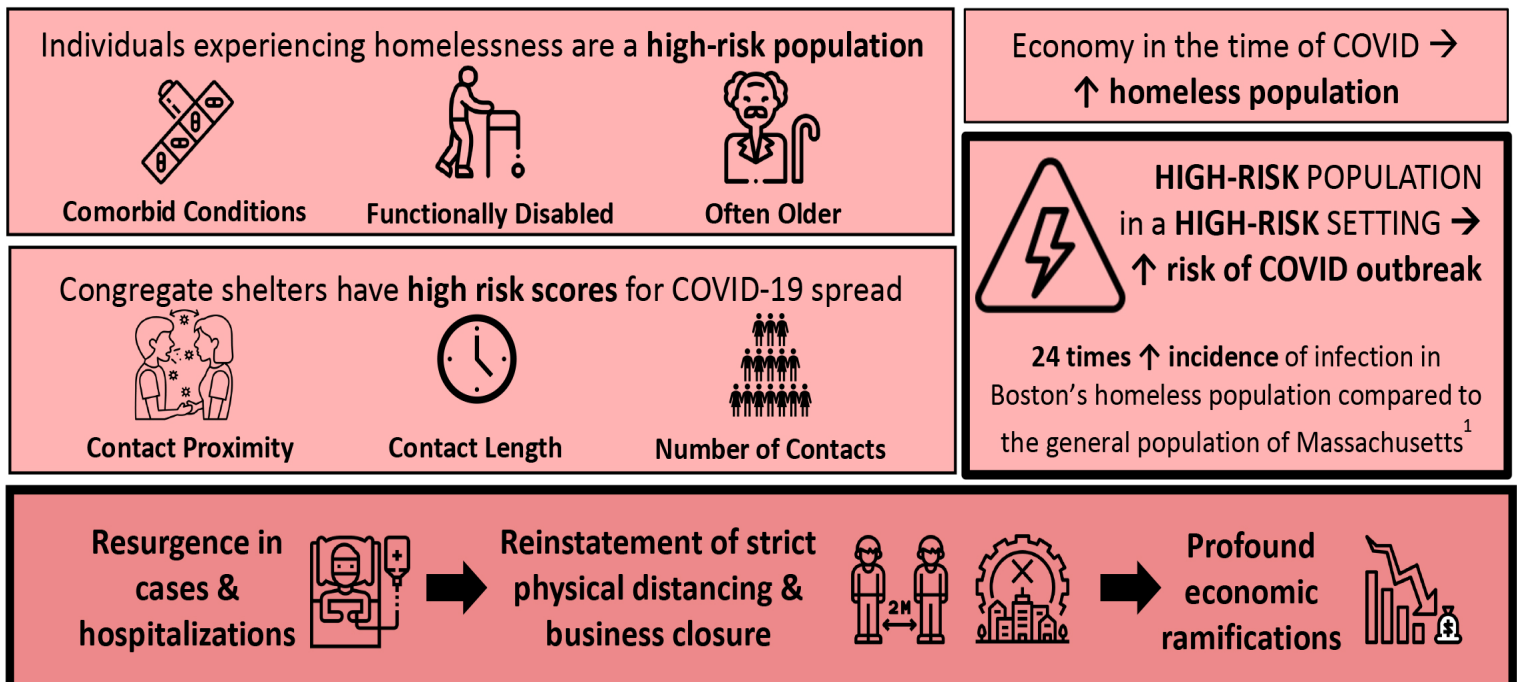 Individuals experiencing homelessness are a high-risk population
Comorbid Conditions
Functionally Disabled
Often Older
Congregate shelters have high risk scores for COVID-19 spread
Contact Proximity
Contact Length
Number of Contacts
Economy in the time of COVID →
↑ homeless population
HIGH-RISK POPULATION
in a HIGH-RISK SETTING →
↑ risk of COVID outbreak
24 times ↑ incidence of infection in
Boston's homeless population compared to
the general population of Massachusetts¹
Resurgence in
cases &
hospitalizations
Reinstatement of strict
physical distancing &
business closure
2M
Profound
economic
ramifications
$